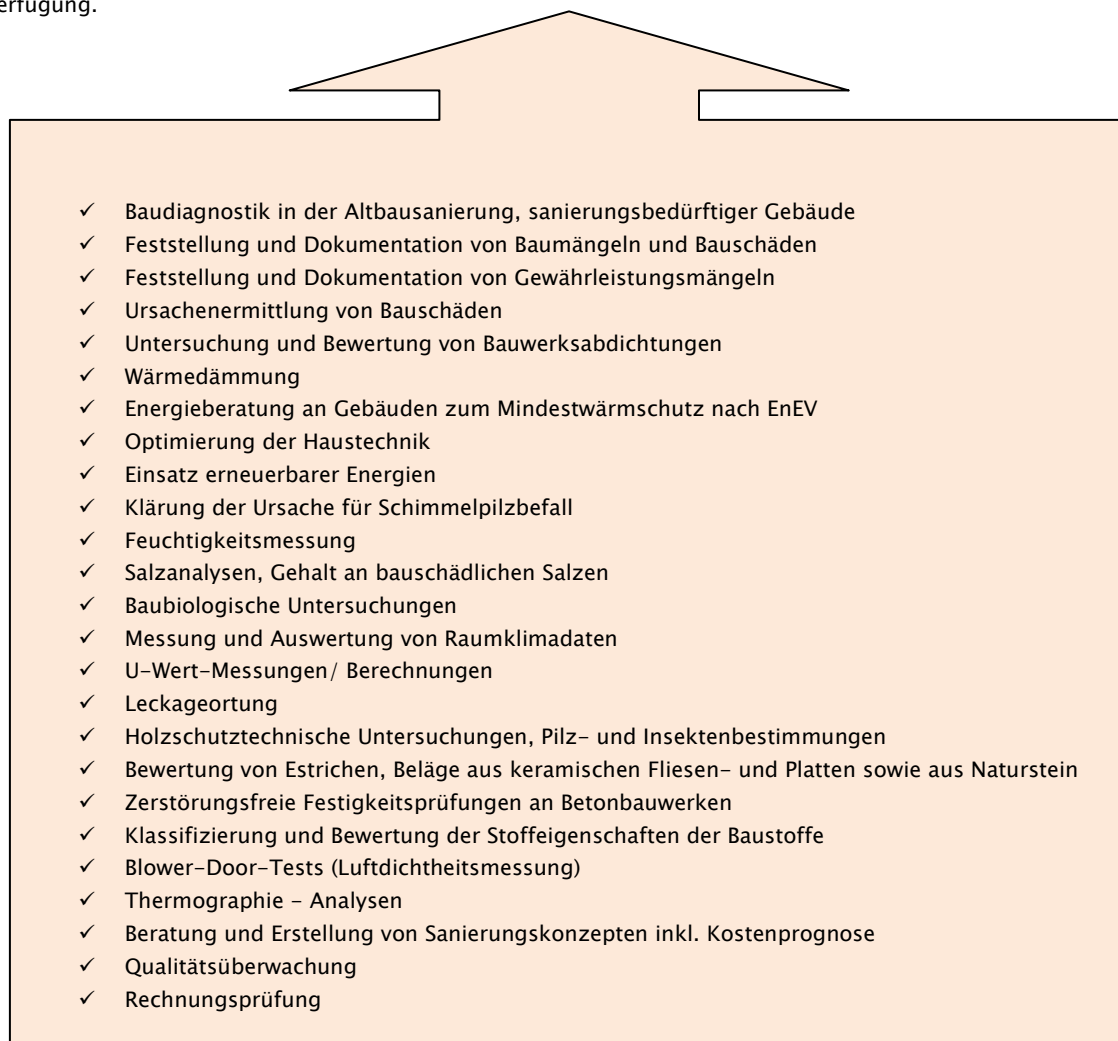 erfügung.
✓ Baudiagnostik in der Altbausanierung, sanierungsbedürftiger Gebäude
✓ Feststellung und Dokumentation von Baumängeln und Bauschäden
✓ Feststellung und Dokumentation von Gewährleistungsmängeln
✓ Ursachenermittlung von Bauschäden
✓ Untersuchung und Bewertung von Bauwerksabdichtungen
✓ Wärmedämmung
✓ Energieberatung an Gebäuden zum Mindestwärmschutz nach EnEV
✓ Optimierung der Haustechnik
✓ Einsatz erneuerbarer Energien
✓ Klärung der Ursache für Schimmelpilzbefall
✓ Feuchtigkeitsmessung
✓ Salzanalysen, Gehalt an bauschädlichen Salzen
✓ Baubiologische Untersuchungen
✓ Messung und Auswertung von Raumklimadaten
✓ U-Wert-Messungen/ Berechnungen
✓ Leckageortung
✓ Holzschutztechnische Untersuchungen, Pilz- und Insektenbestimmungen
✓ Bewertung von Estrichen, Beläge aus keramischen Fliesen- und Platten sowie aus Naturstein
✓ Zerstörungsfreie Festigkeitsprüfungen an Betonbauwerken
✓ Klassifizierung und Bewertung der Stoffeigenschaften der Baustoffe
✓ Blower-Door-Tests (Luftdichtheitsmessung)
✓ Thermographie - Analysen
✓ Beratung und Erstellung von Sanierungskonzepten inkl. Kostenprognose
✓ Qualitätsüberwachung
✓ Rechnungsprüfung